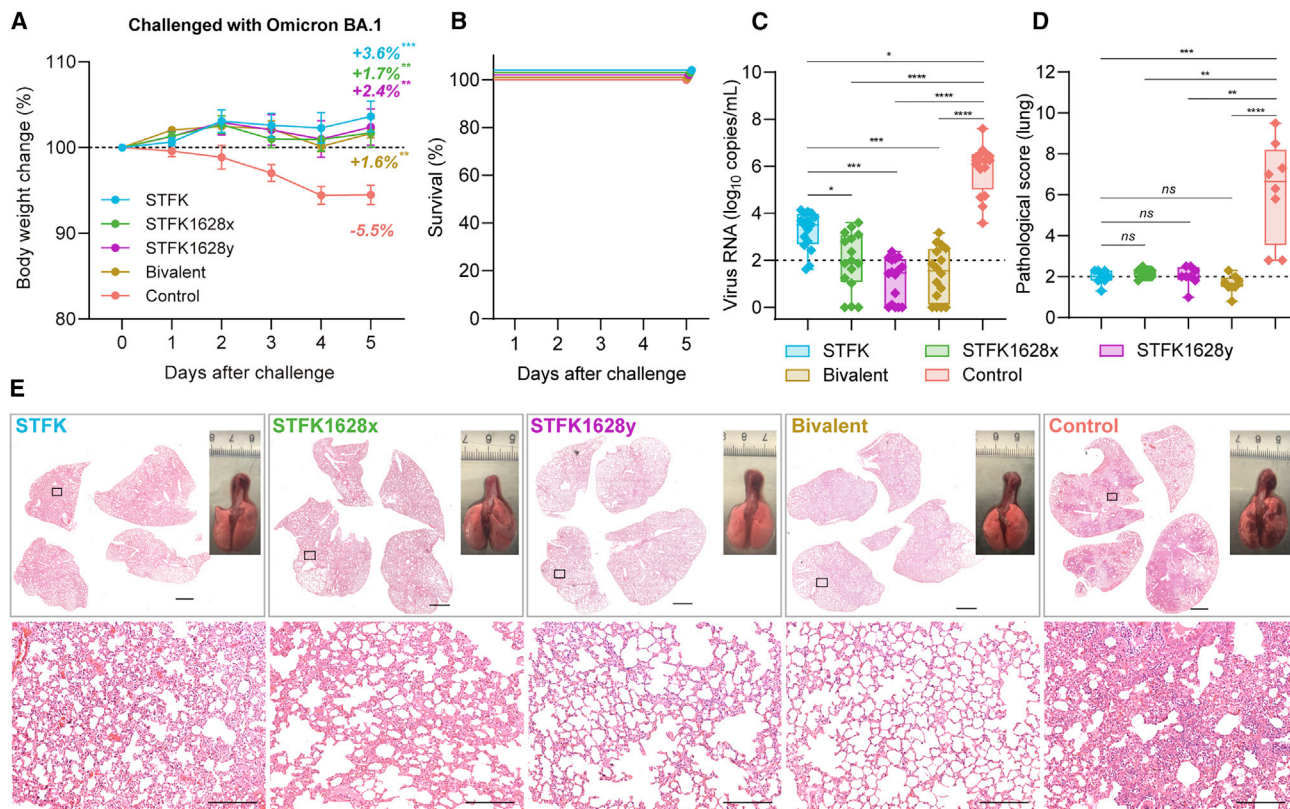 A
Challenged with Omicron BA.1
Body weight change (%)
110
100
90
80
+3.6%***
+1.7%**
+2.4%**
+1.6%**
-5.5%
STFK
STFK1628x
STFK1628y
Bivalent
Control
0 1 2 3 4 5
Days after challenge
B
Survival (%)
100
80
60
40
20
0
1 2 3 4 5
Days after challenge
C
Virus RNA (log10 copies/mL)
10
8
6
4
2
0
*
****
****
****
***
***
*
D
Pathological score (lung)
12
10
8
6
4
2
0
***
**
**
****
ns
ns
ns
STFK
STFK1628x
STFK1628y
Bivalent
Control
E
STFK
STFK1628x
STFK1628y
Bivalent
Control